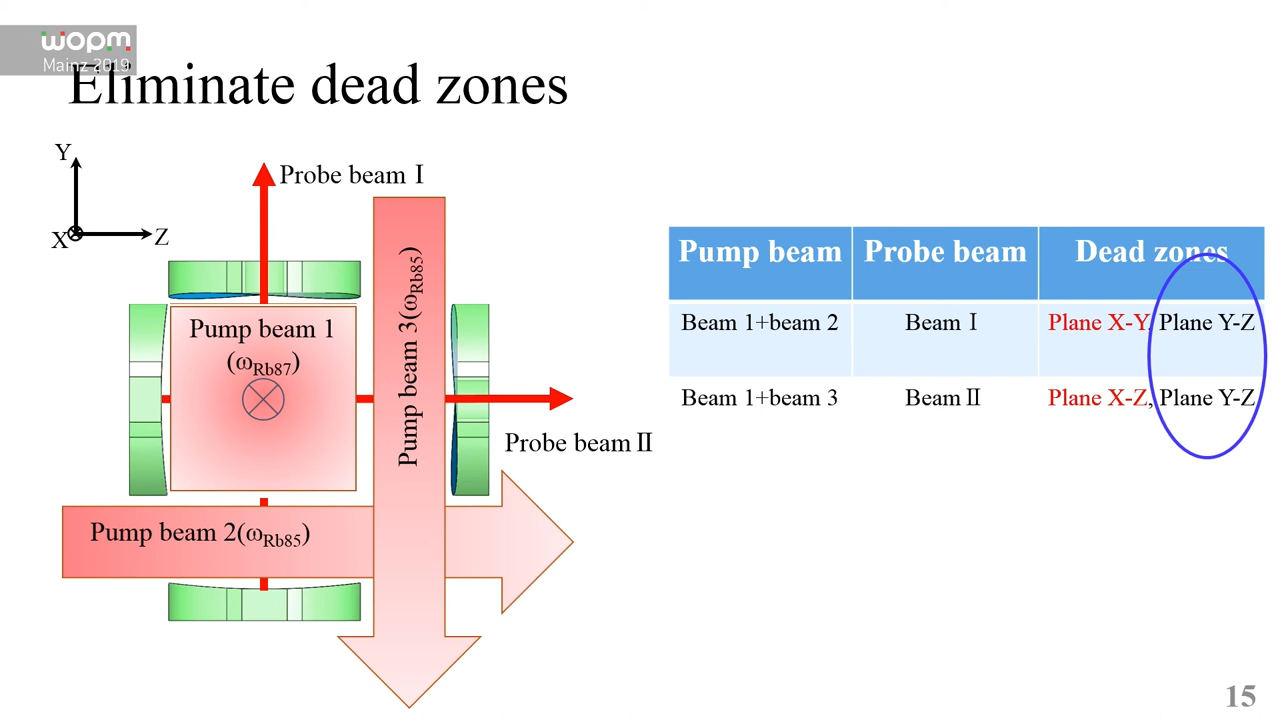 wopm
Mainz 2019
Eliminate dead zones
Y
X
Z
Probe beam Ⅰ
Pump beam 1
(ωRb87)
Pump beam 3(ωRb85)
Probe beam Ⅱ
Pump beam 2(ωRb85)
Pump beam Probe beam Dead zones
Beam 1+beam 2 Beam Ⅰ Plane X-Y, Plane Y-Z
Beam 1+beam 3 Beam Ⅱ Plane X-Z, Plane Y-Z
15